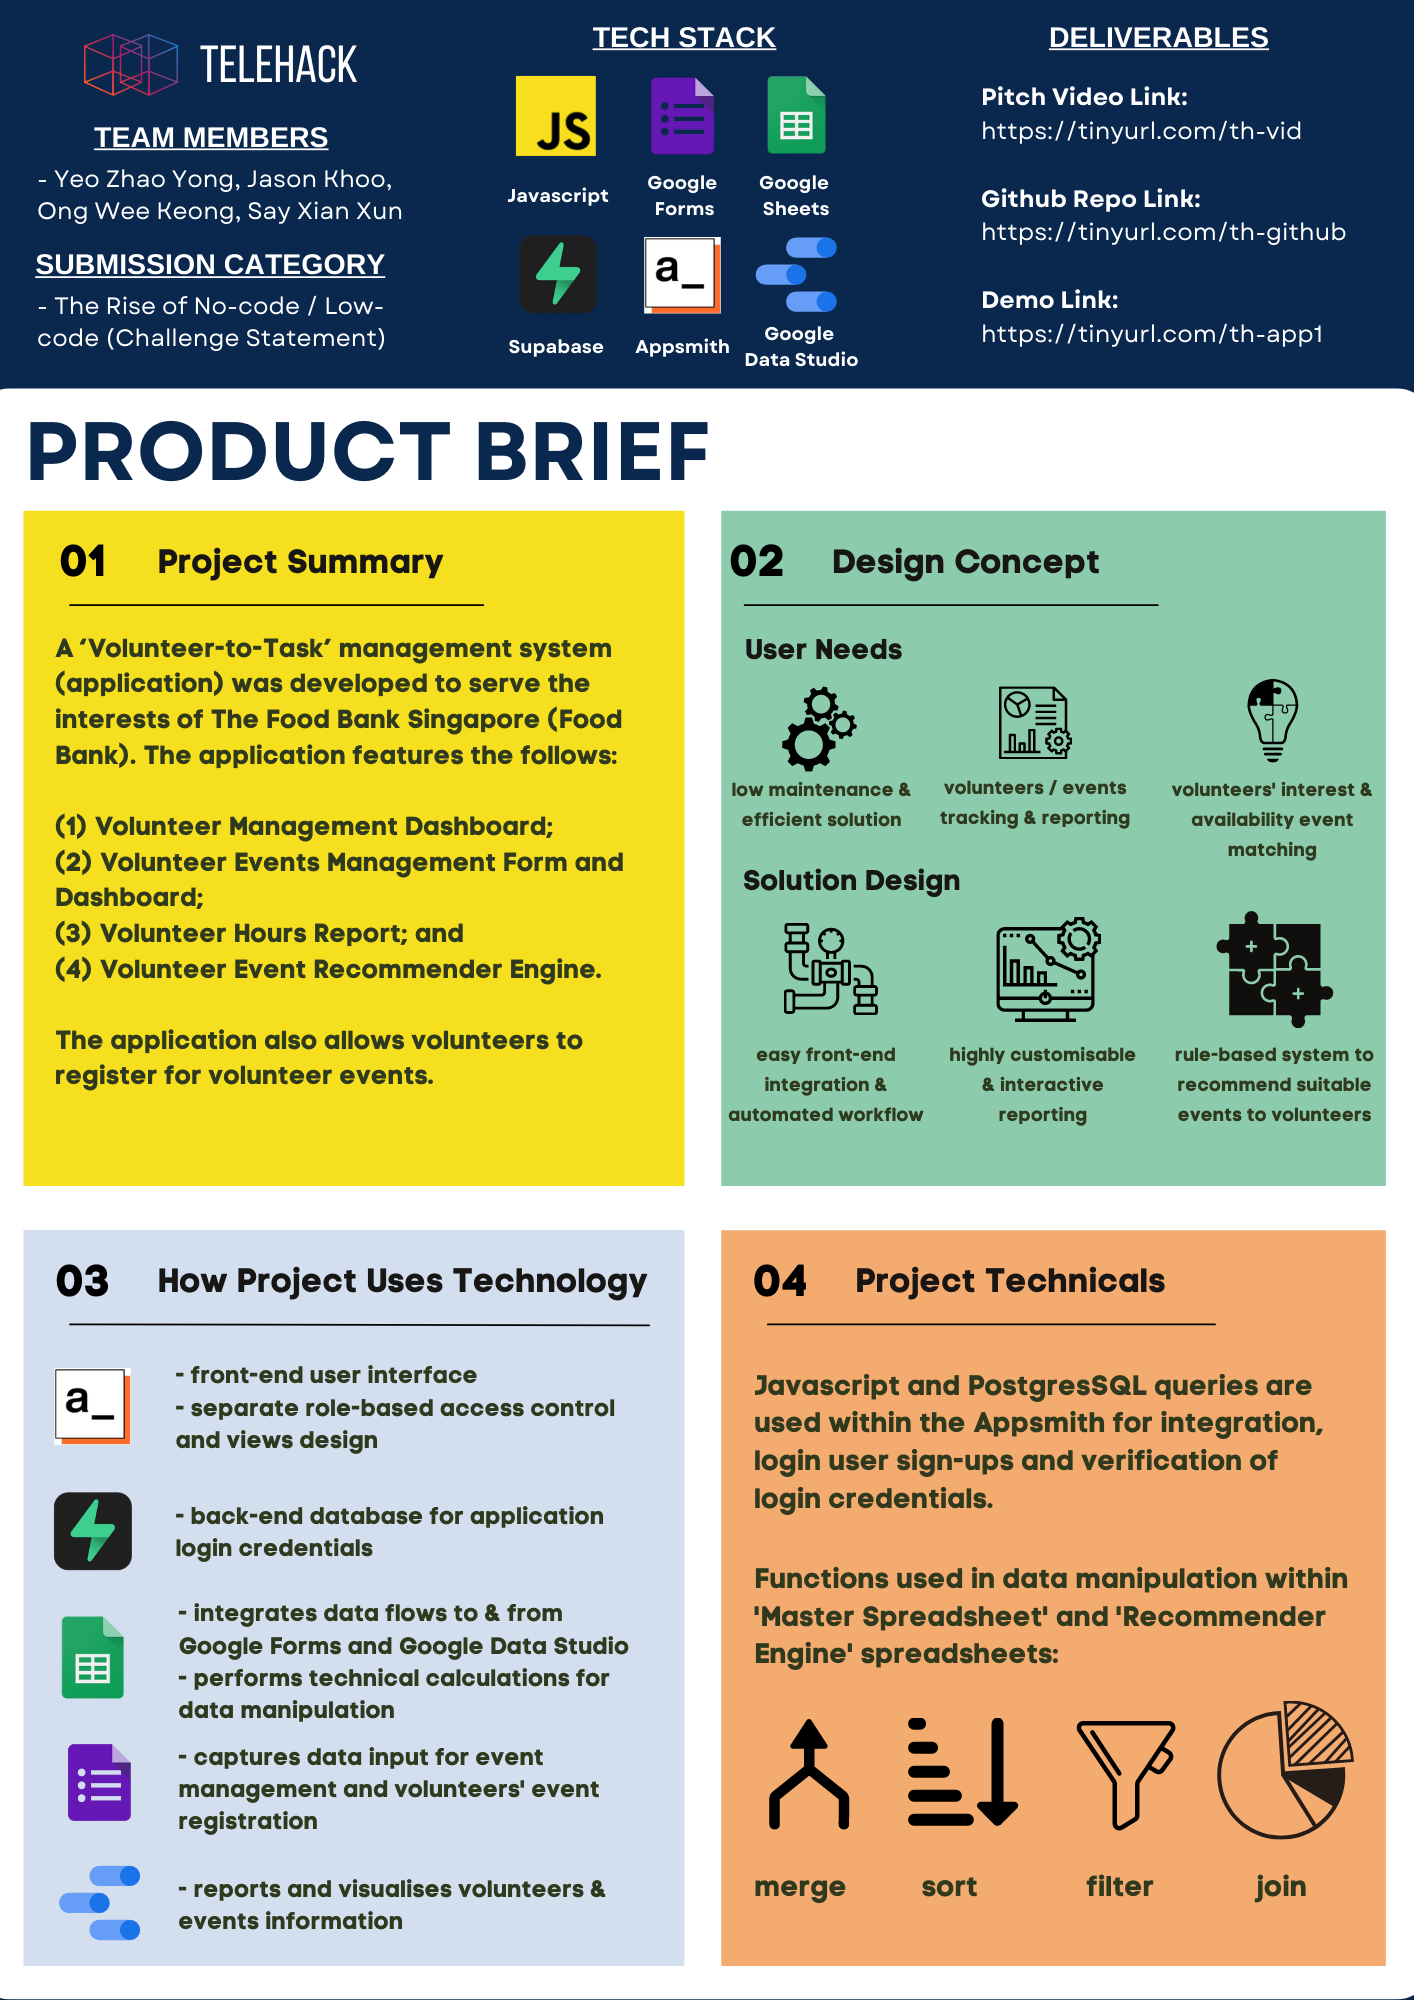 TELEHACK
TEAM MEMBERS
- Yeo Zhao Yong, Jason Khoo,
Ong Wee Keong, Say Xian Xun
SUBMISSION CATEGORY
- The Rise of No-code / Low-
code (Challenge Statement)
TECH STACK
JS
Javascript
Google
Forms
Google
Sheets
Supabase
a_
Appsmith
Google
Data Studio
DELIVERABLES
Pitch Video Link:
https://tinyurl.com/th-vid
Github Repo Link:
https://tinyurl.com/th-github
Demo Link:
https://tinyurl.com/th-app1
PRODUCT BRIEF
01 Project Summary
A ‘Volunteer-to-Task’ management system
(application) was developed to serve the
interests of The Food Bank Singapore (Food
Bank). The application features the follows:
(1) Volunteer Management Dashboard;
(2) Volunteer Events Management Form and
Dashboard;
(3) Volunteer Hours Report; and
(4) Volunteer Event Recommender Engine.
The application also allows volunteers to
register for volunteer events.
02 Design Concept
User Needs
low maintenance &
efficient solution
volunteers / events
tracking & reporting
volunteers' interest &
availability event
matching
Solution Design
easy front-end
integration &
automated workflow
highly customisable
& interactive
reporting
rule-based system to
recommend suitable
events to volunteers
03 How Project Uses Technology
a_
- front-end user interface
- separate role-based access control
and views design
- back-end database for application
login credentials
- integrates data flows to & from
Google Forms and Google Data Studio
- performs technical calculations for
data manipulation
- captures data input for event
management and volunteers' event
registration
- reports and visualises volunteers &
events information
04 Project Technicals
Javascript and PostgresSQL queries are
used within the Appsmith for integration,
login user sign-ups and verification of
login credentials.
Functions used in data manipulation within
'Master Spreadsheet' and 'Recommender
Engine' spreadsheets:
merge
sort
filter
join